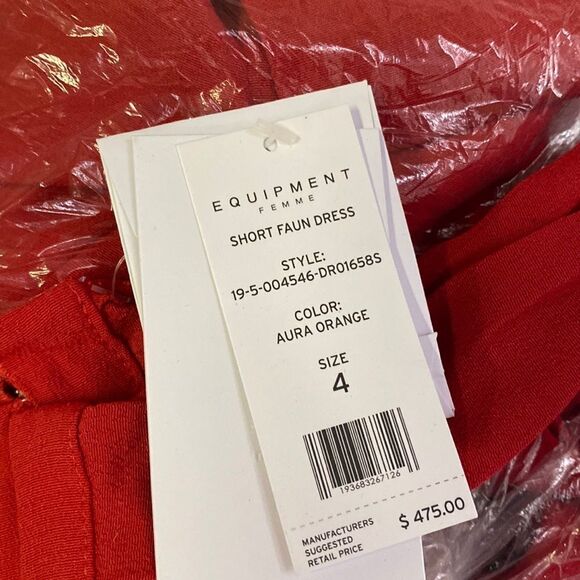 EQUIPMENT
FEMME
SHORT FAUN DRESS
STYLE:
19-5-004546-DRO1658S
COLOR:
AURA ORANGE
SIZE
4
193683267126
MANUFACTURERS
SUGGESTED
RETAIL PRICE
$ 475.00